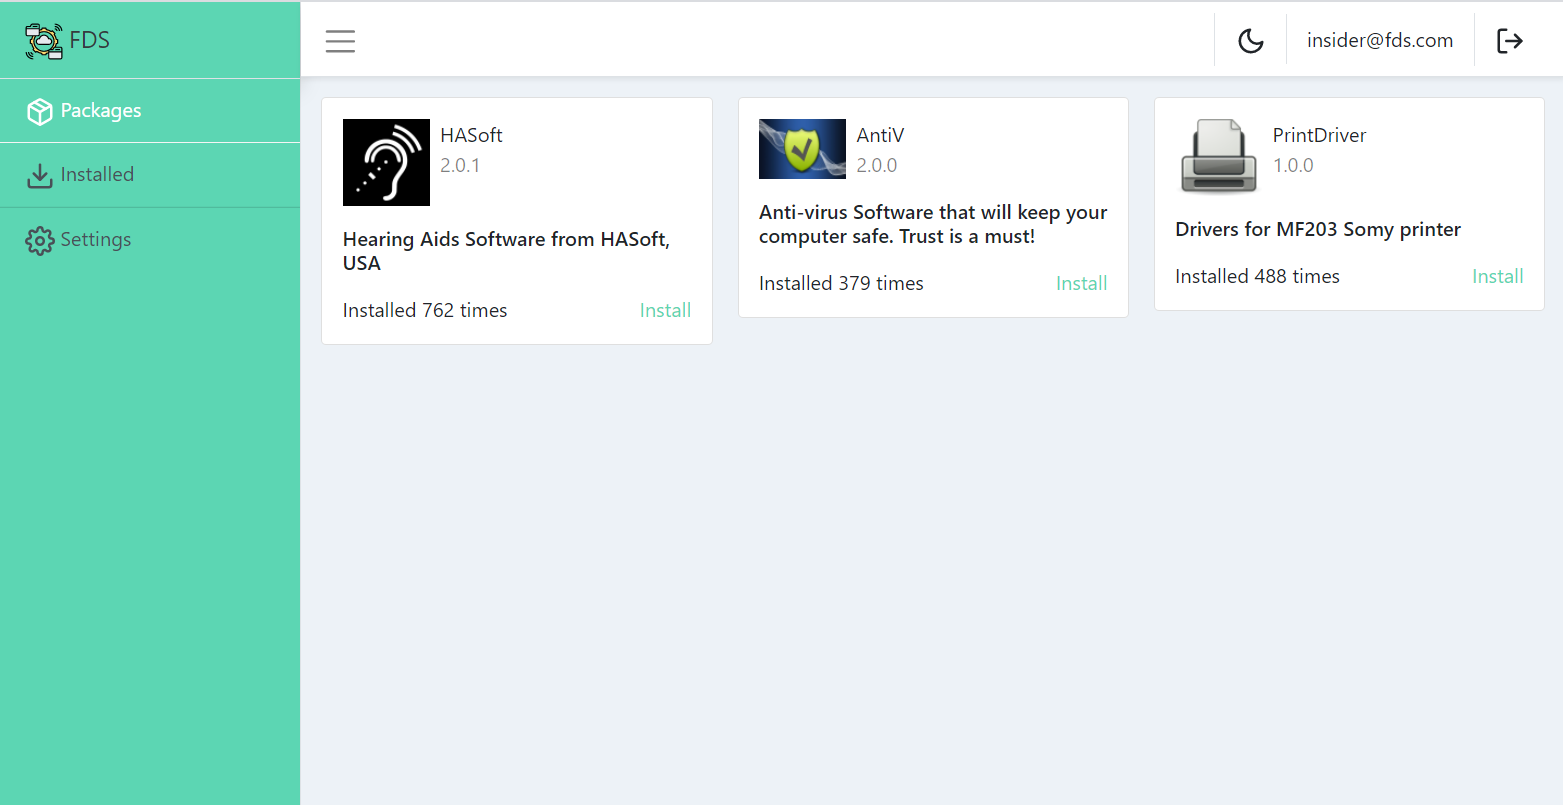 FDS
insider@fds.com
Packages
Installed
Settings
HASoft
2.0.1
Hearing Aids Software from HASoft,
USA
Installed 762 times
Install
AntiV
2.0.0
Anti-virus Software that will keep your
computer safe. Trust is a must!
Installed 379 times
Install
PrintDriver
1.0.0
Drivers for MF203 Somy printer
Installed 488 times
Install